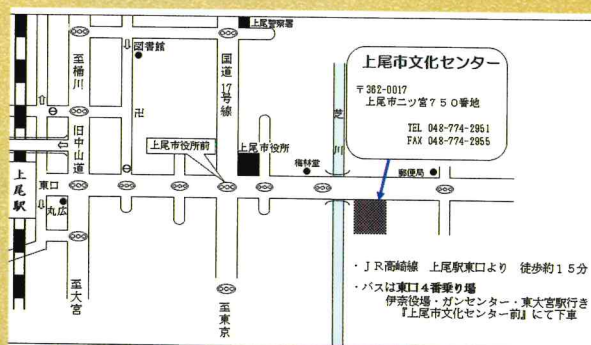 上尾警察署
図書館
至桶川
国道17号線
上尾市文化センター
〒362-0017
上尾市二ツ宮750番地
TEL 048-774-2951
FAX 048-774-2955
芝川
卍
旧中山道
上尾市役所前
上尾市役所
梅林堂
郵便局
上尾駅
東口
丸広
至大宮
至東京
・JR高崎線 上尾駅東口より 徒歩約15分
・バスは東口4番乗り場
伊奈役場・ガンセンター・東大宮駅行き
『上尾市文化センター前』にて下車